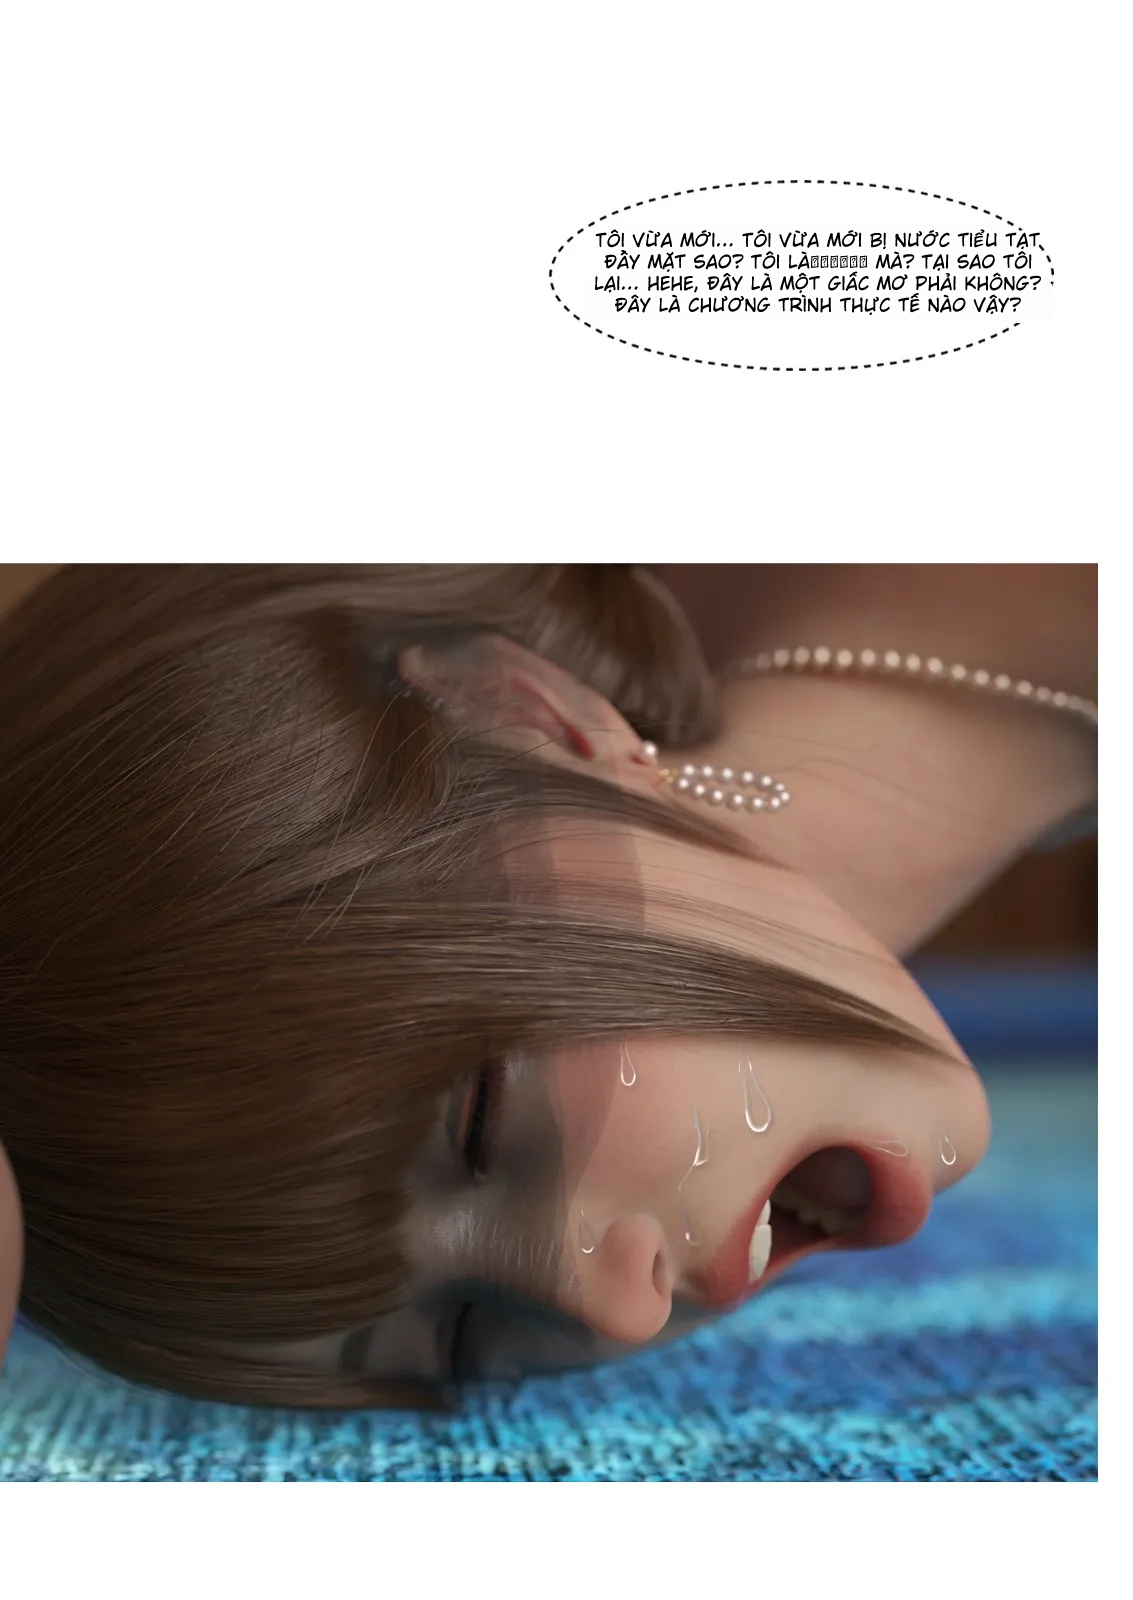 TÔI VỪA MỚI... TÔI VỪA MỚI BỊ NƯỚC TIỂU TẠT
ĐẦY MẶT SAO? TÔI LÀ MÀ? TẠI SAO TÔI
LẠI... HEHE, ĐÂY LÀ MỘT GIẤC MƠ PHẢI KHÔNG?
ĐÂY LÀ CHƯƠNG TRÌNH THỰC TẾ NÀO VẬY?